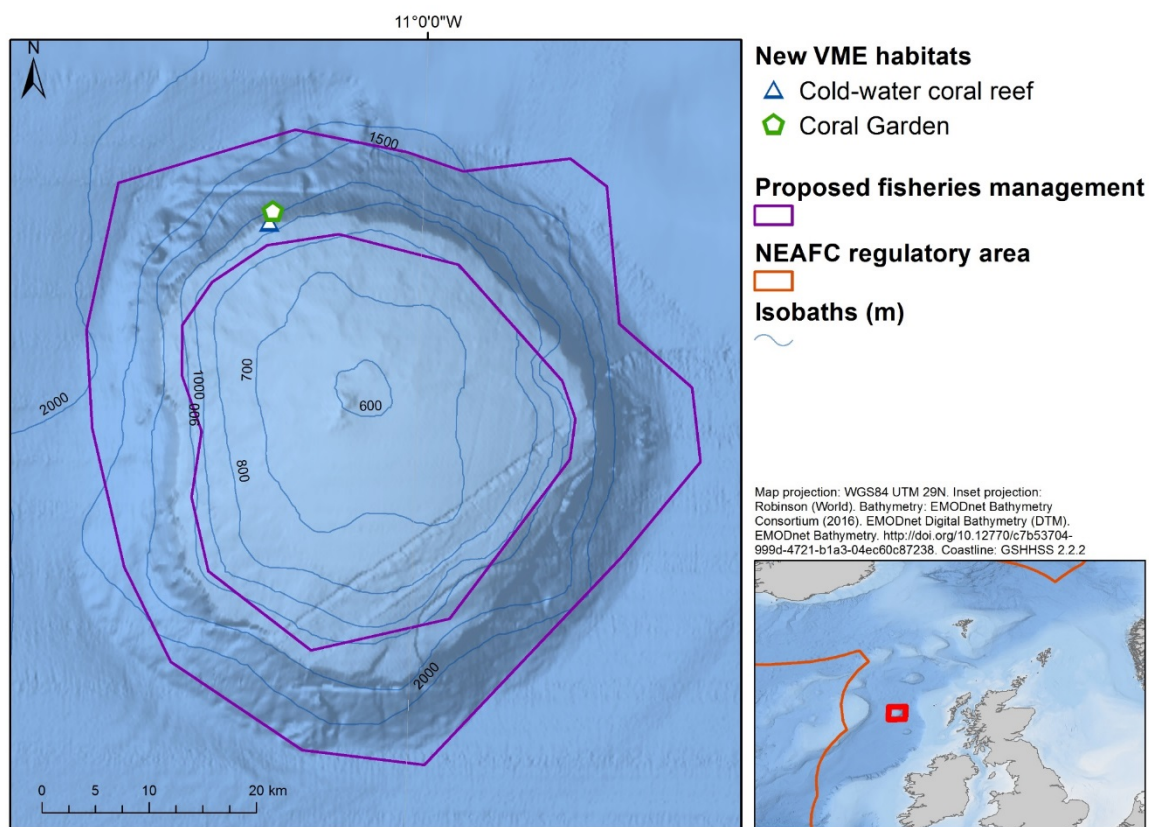 11°0'0"W
N
1500
2000
1000
900
700
600
800
2000
0 5 10 20 km
New VME habitats
Cold-water coral reef
Coral Garden
Proposed fisheries management
NEAFC regulatory area
Isobaths (m)
Map projection: WGS84 UTM 29N. Inset projection:
Robinson (World). Bathymetry: EMODnet Bathymetry
Consortium (2016). EMODnet Digital Bathymetry (DTM).
EMODnet Bathymetry. http://doi.org/10.12770/c7b53704-
999d-4721-b1a3-04ec60c87238. Coastline: GSHHSS 2.2.2